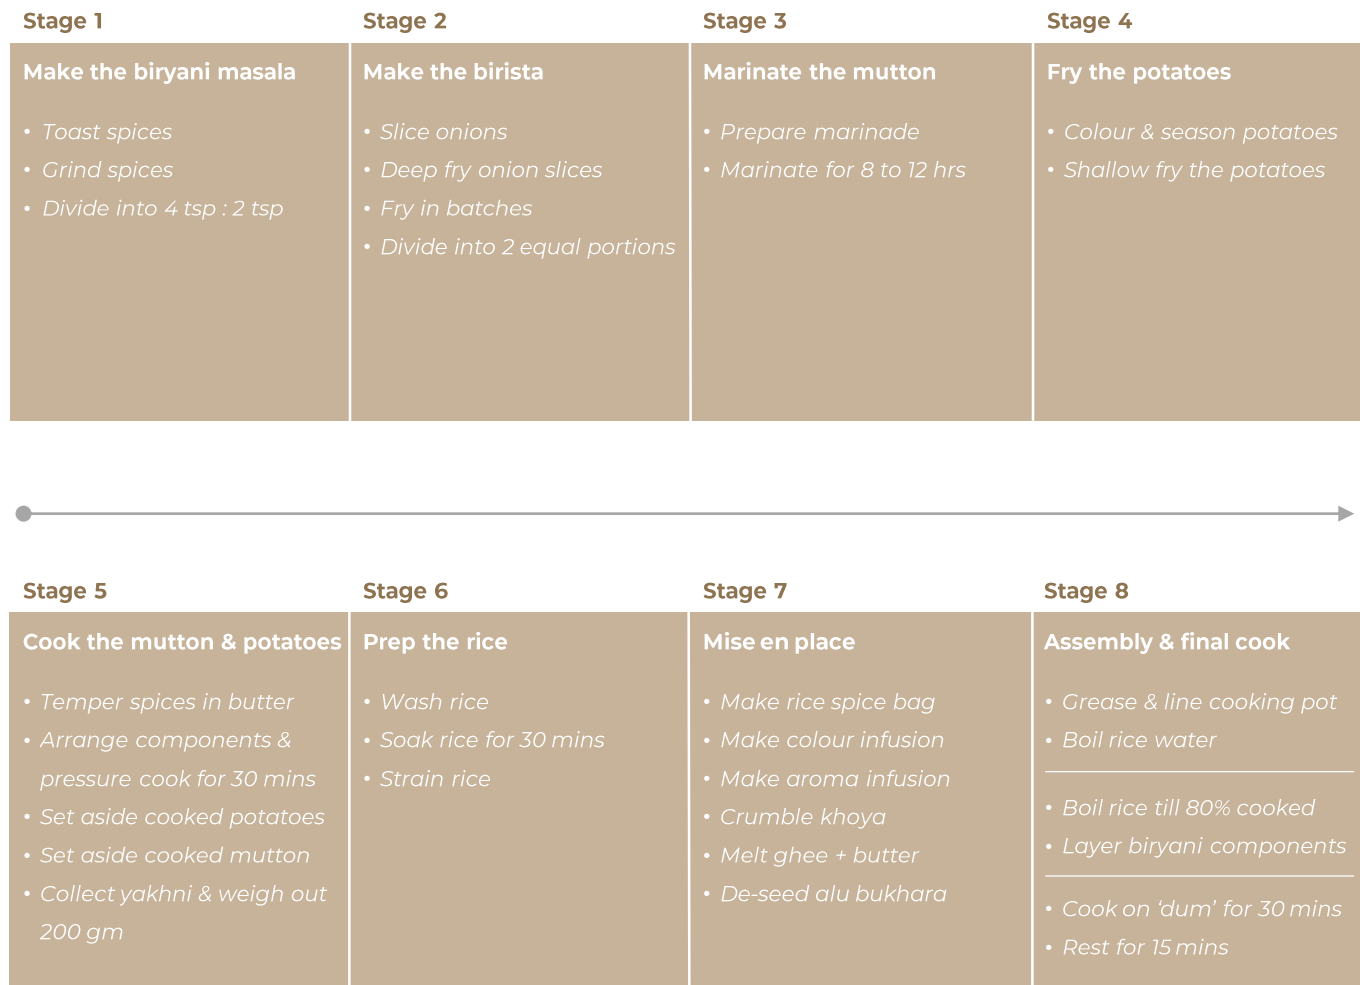 Stage 1
Make the biryani masala
• Toast spices
• Grind spices
• Divide into 4 tsp : 2 tsp
Stage 2
Make the birista
• Slice onions
• Deep fry onion slices
• Fry in batches
• Divide into 2 equal portions
Stage 3
Marinate the mutton
• Prepare marinade
• Marinate for 8 to 12 hrs
Stage 4
Fry the potatoes
• Colour & season potatoes
• Shallow fry the potatoes
Stage 5
Cook the mutton & potatoes
• Temper spices in butter
• Arrange components &
pressure cook for 30 mins
• Set aside cooked potatoes
• Set aside cooked mutton
• Collect yakhni & weigh out
200 gm
Stage 6
Prep the rice
• Wash rice
• Soak rice for 30 mins
• Strain rice
Stage 7
Mise en place
• Make rice spice bag
• Make colour infusion
• Make aroma infusion
• Crumble khoya
• Melt ghee + butter
• De-seed alu bukhara
Stage 8
Assembly & final cook
• Grease & line cooking pot
• Boil rice water
• Boil rice till 80% cooked
• Layer biryani components
• Cook on ‘dum’ for 30 mins
• Rest for 15 mins